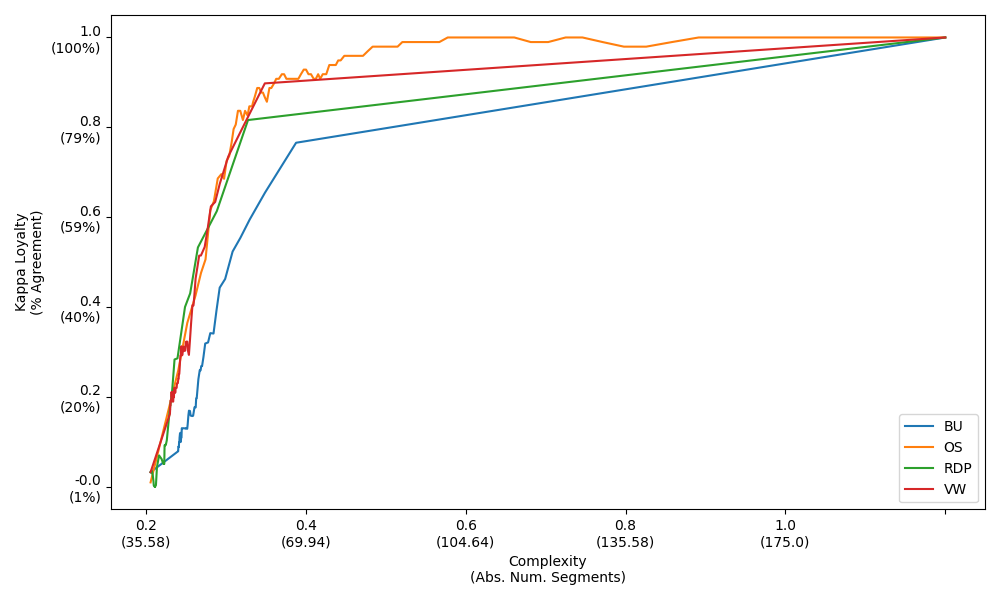 1.0
(100%)
0.8
(79%)
0.6
(59%)
0.4
(40%)
0.2
(20%)
-0.0
(1%)
Kappa Loyalty
(% Agreement)
BU
OS
RDP
VW
0.2 0.4 0.6 0.8 1.0
(35.58) (69.94) (104.64) (135.58) (175.0)
Complexity
(Abs. Num. Segments)